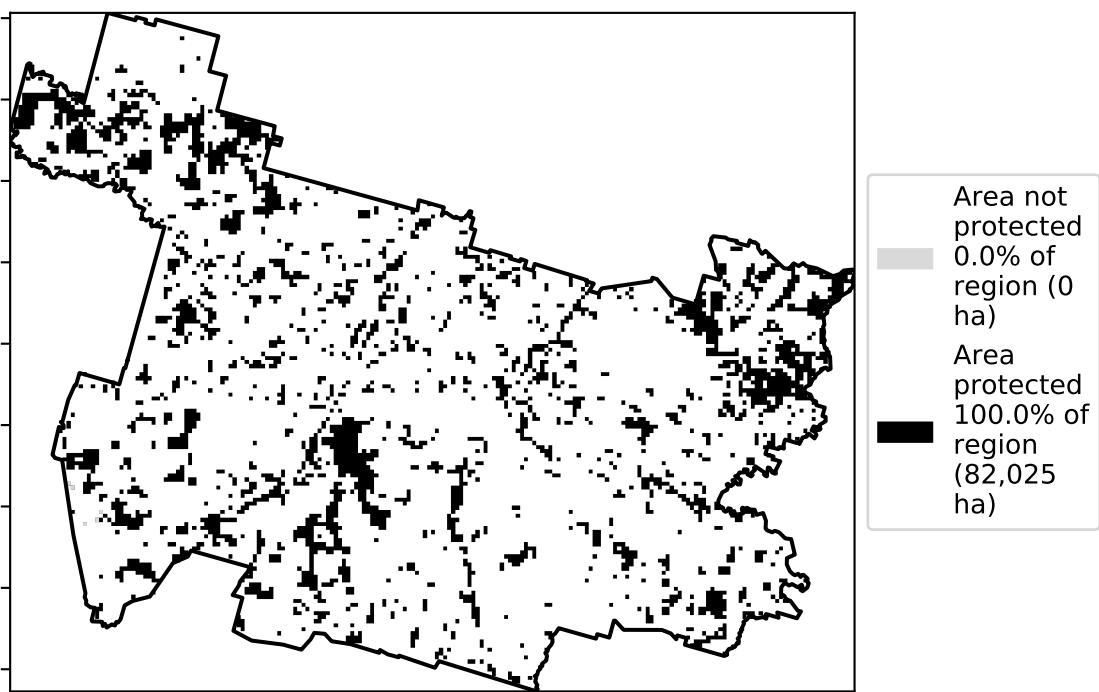 Area not
protected
0.0% of
region (0
ha)
Area
protected
100.0% of
region
(82,025
ha)